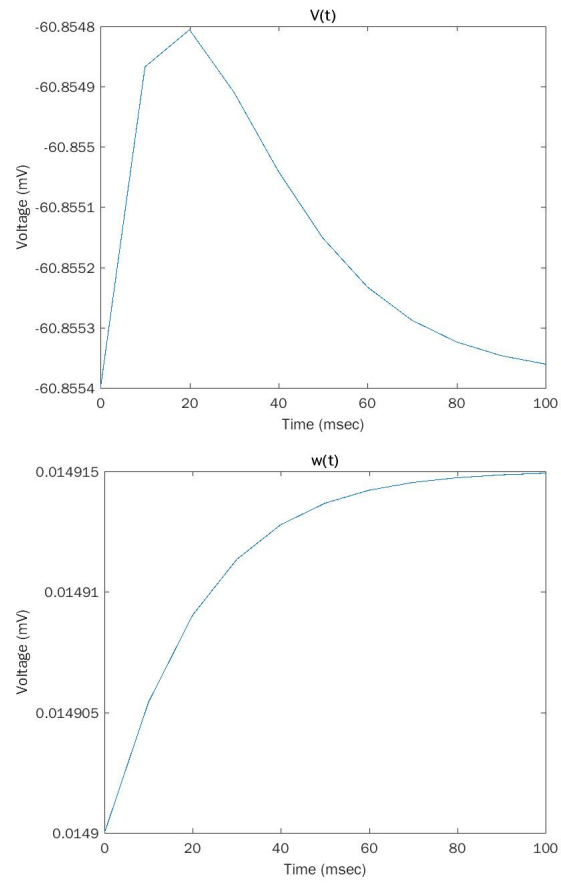 V(t)
-60.8548
-60.8549
-60.855
-60.8551
-60.8552
-60.8553
-60.8554
Voltage (mV)
0 20 40 60 80 100
Time (msec)
w(t)
0.014915
0.01491
0.014905
0.0149
Voltage (mV)
0 20 40 60 80 100
Time (msec)